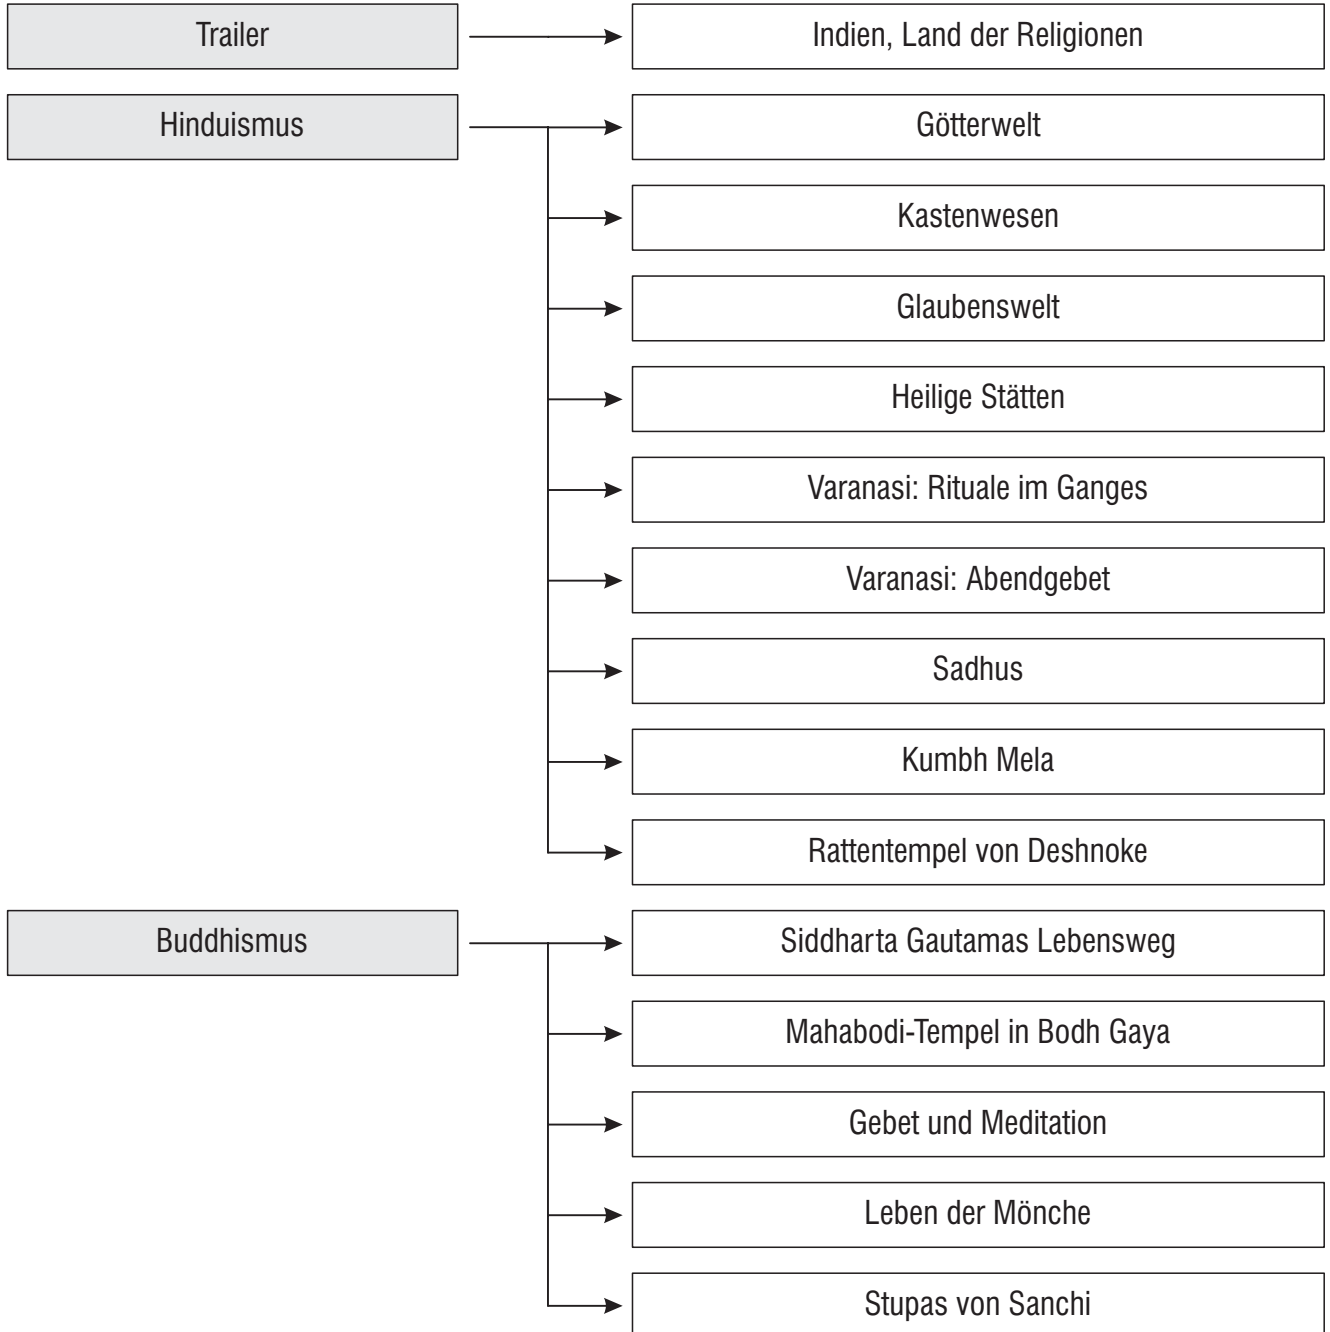 Trailer
Indien, Land der Religionen
Hinduismus
Götterwelt
Kastenwesen
Glaubenswelt
Heilige Stätten
Varanasi: Rituale im Ganges
Varanasi: Abendgebet
Sadhus
Kumbh Mela
Rattentempel von Deshnoke
Buddhismus
Siddharta Gautamas Lebensweg
Mahabodi-Tempel in Bodh Gaya
Gebet und Meditation
Leben der Mönche
Stupas von Sanchi